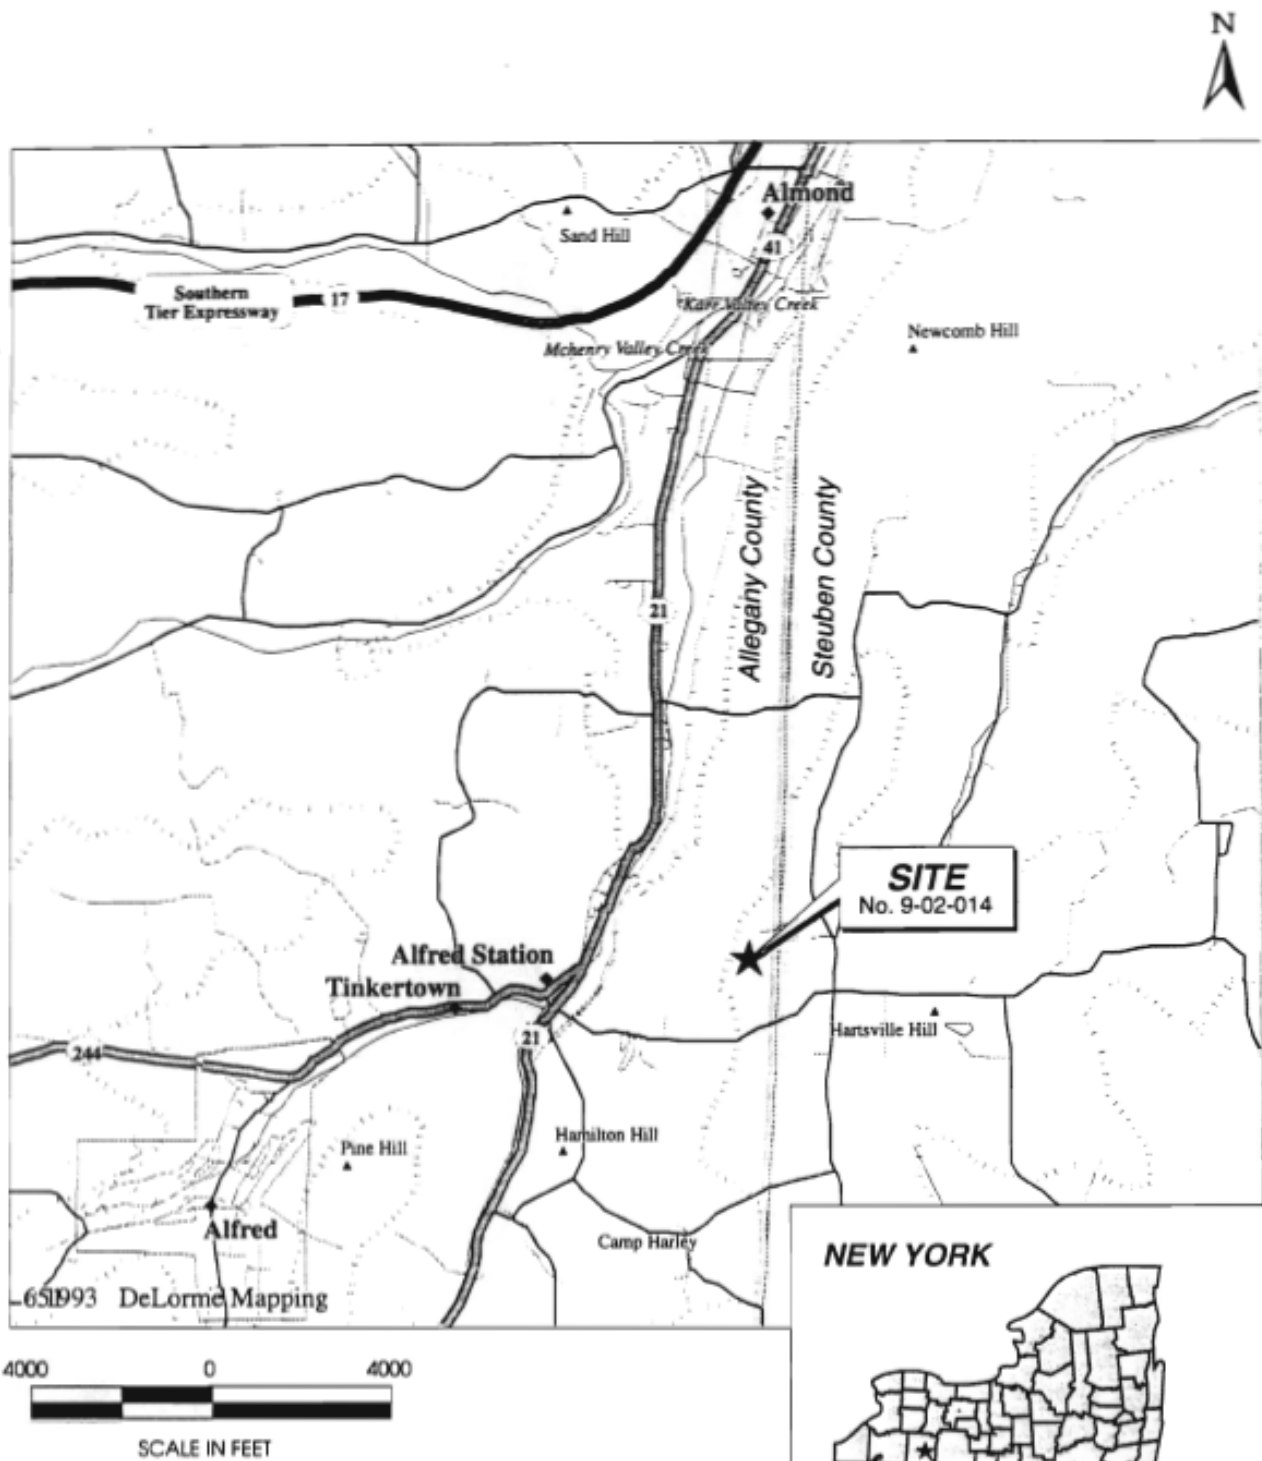 N
Almond
Sand Hill
41
Southern
Tier Expressway
17
Karr Valley Creek
Newcomb Hill
Mchenry Valley Creek
Allegany County
Steuben County
21
SITE
No. 9-02-014
Alfred Station
Tinkertown
Hartsville Hill
21
244
Hamilton Hill
Pine Hill
Alfred
Camp Harley
NEW YORK
1993 DeLorme Mapping
4000 0 4000
SCALE IN FEET